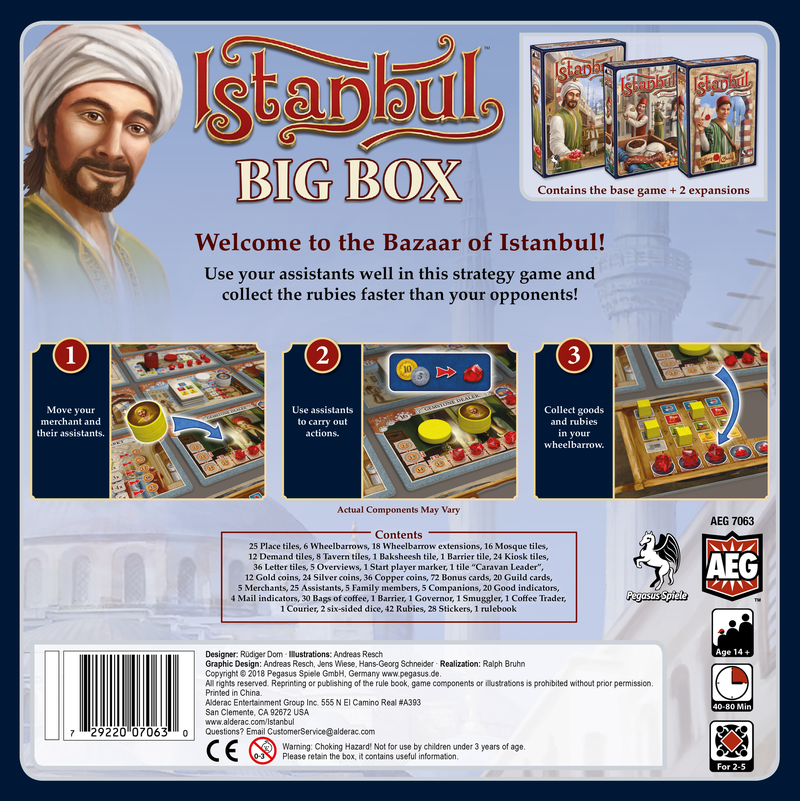 Istanbul
BIG BOX
Istanbul
Istanbul
Istanbul
Contains the base game + 2 expansions
Welcome to the Bazaar of Istanbul!
Use your assistants well in this strategy game and
collect the rubies faster than your opponents!
1
Move your
merchant and
their assistants.
2
Use assistants
to carry out
actions.
10
5
GEMSTONE DEALER
3
Collect goods
and rubies
in your
wheelbarrow.
Actual Components May Vary
Contents
25 Place tiles, 6 Wheelbarrows, 18 Wheelbarrow extensions, 16 Mosque tiles,
12 Demand tiles, 8 Tavern tiles, 1 Baksheesh tile, 1 Barrier tile, 24 Kiosk tiles,
36 Letter tiles, 5 Overviews, 1 Start player marker, 1 tile “Caravan Leader”,
12 Gold coins, 24 Silver coins, 36 Copper coins, 72 Bonus cards, 20 Guild cards,
5 Merchants, 25 Assistants, 5 Family members, 5 Companions, 20 Good indicators,
4 Mail indicators, 30 Bags of coffee, 1 Barrier, 1 Governor, 1 Smuggler, 1 Coffee Trader,
1 Courier, 2 six-sided dice, 42 Rubies, 28 Stickers, 1 rulebook
AEG 7063
Pegasus Spiele
AEG
TM
Age 14 +
40-80 Min
For 2-5
7 29220 07063 0
Designer: Rüdiger Dorn · Illustrations: Andreas Resch
Graphic Design: Andreas Resch, Jens Wiese, Hans-Georg Schneider · Realization: Ralph Bruhn
Copyright © 2018 Pegasus Spiele GmbH, Germany www.pegasus.de.
All rights reserved. Reprinting or publishing of the rule book, game components or illustrations is prohibited without prior permission.
Printed in China.
Alderac Entertainment Group Inc. 555 N El Camino Real #A393
San Clemente, CA 92672 USA
www.alderac.com/Istanbul
Questions? Email CustomerService@alderac.com
CE
0-3
Warning: Choking Hazard! Not for use by children under 3 years of age.
Please retain the box, it contains useful information.